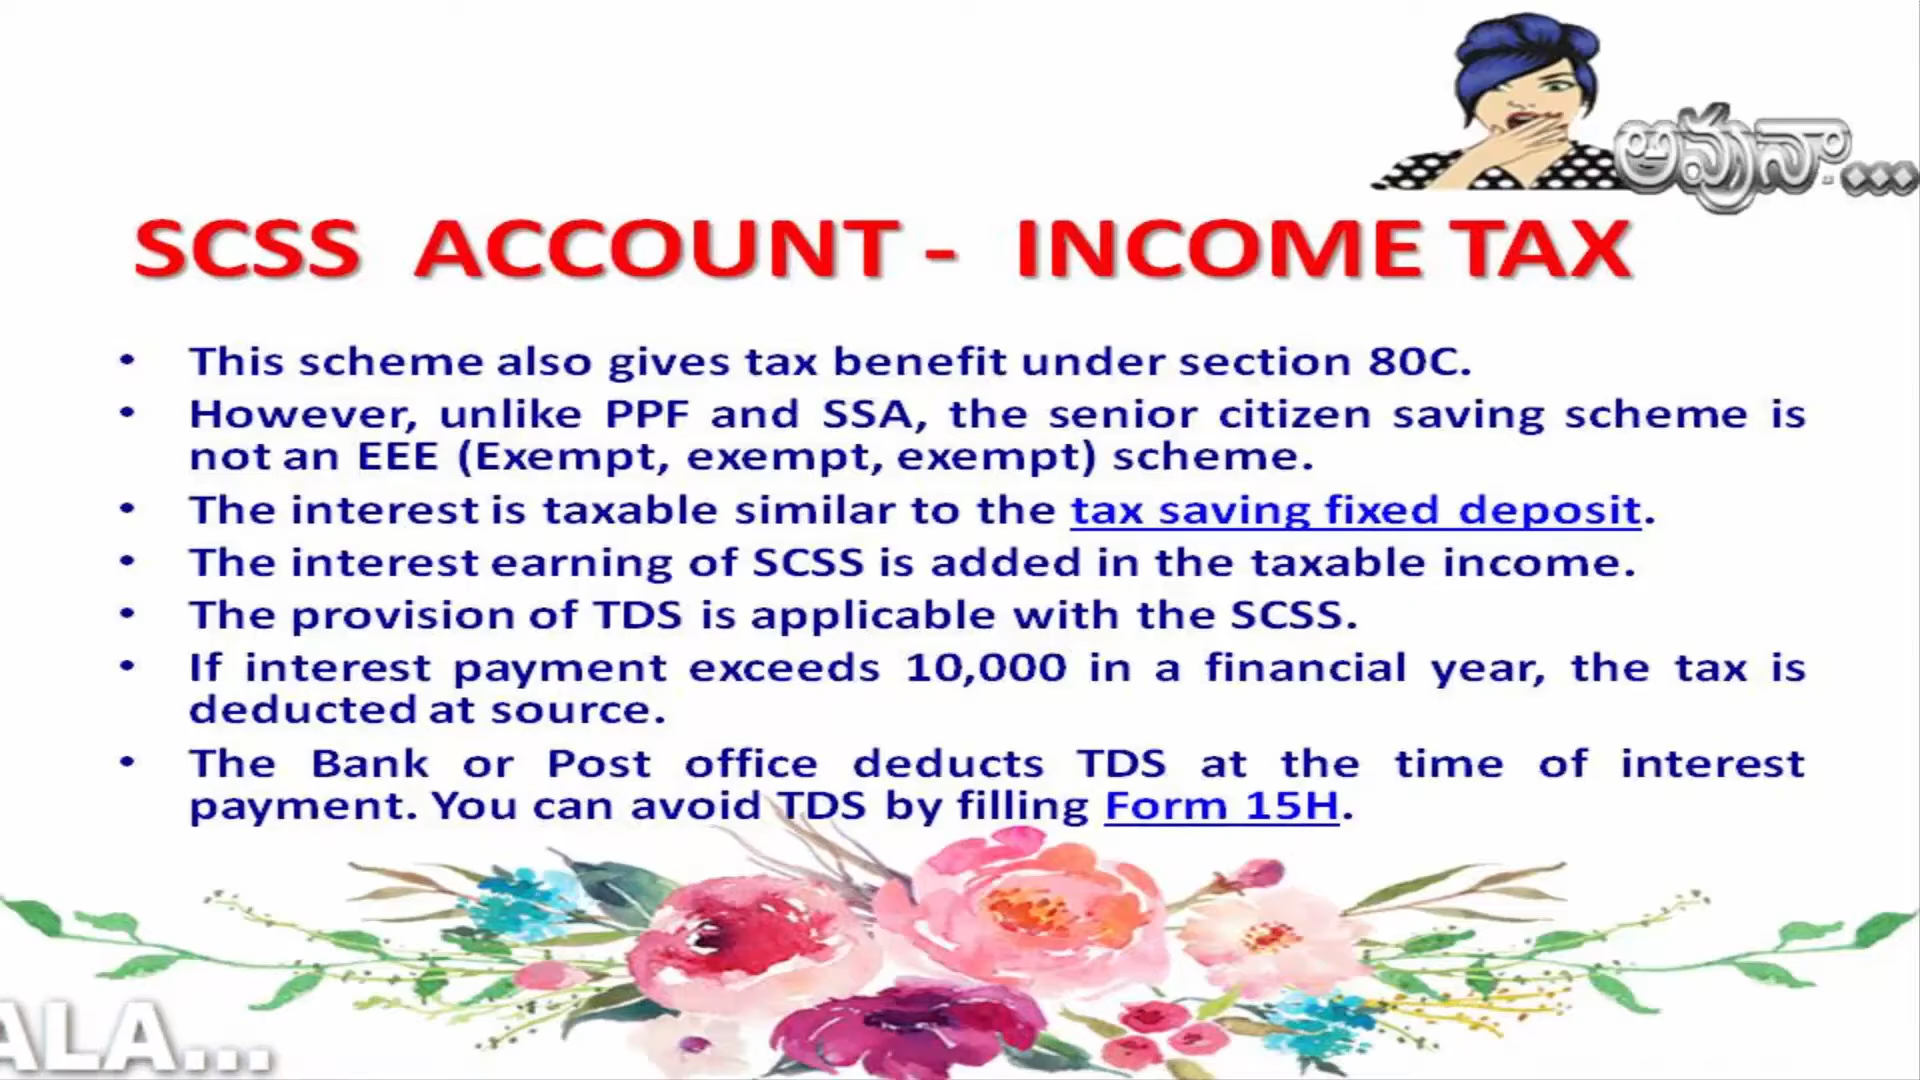 అవునా...
SCSS ACCOUNT - INCOME TAX
• This scheme also gives tax benefit under section 80C.
• However, unlike PPF and SSA, the senior citizen saving scheme is
not an EEE (Exempt, exempt, exempt) scheme.
• The interest is taxable similar to the tax saving fixed deposit.
• The interest earning of SCSS is added in the taxable income.
• The provision of TDS is applicable with the SCSS.
• If interest payment exceeds 10,000 in a financial year, the tax is
deducted at source.
• The Bank or Post office deducts TDS at the time of interest
payment. You can avoid TDS by filling Form 15H.
ALA...